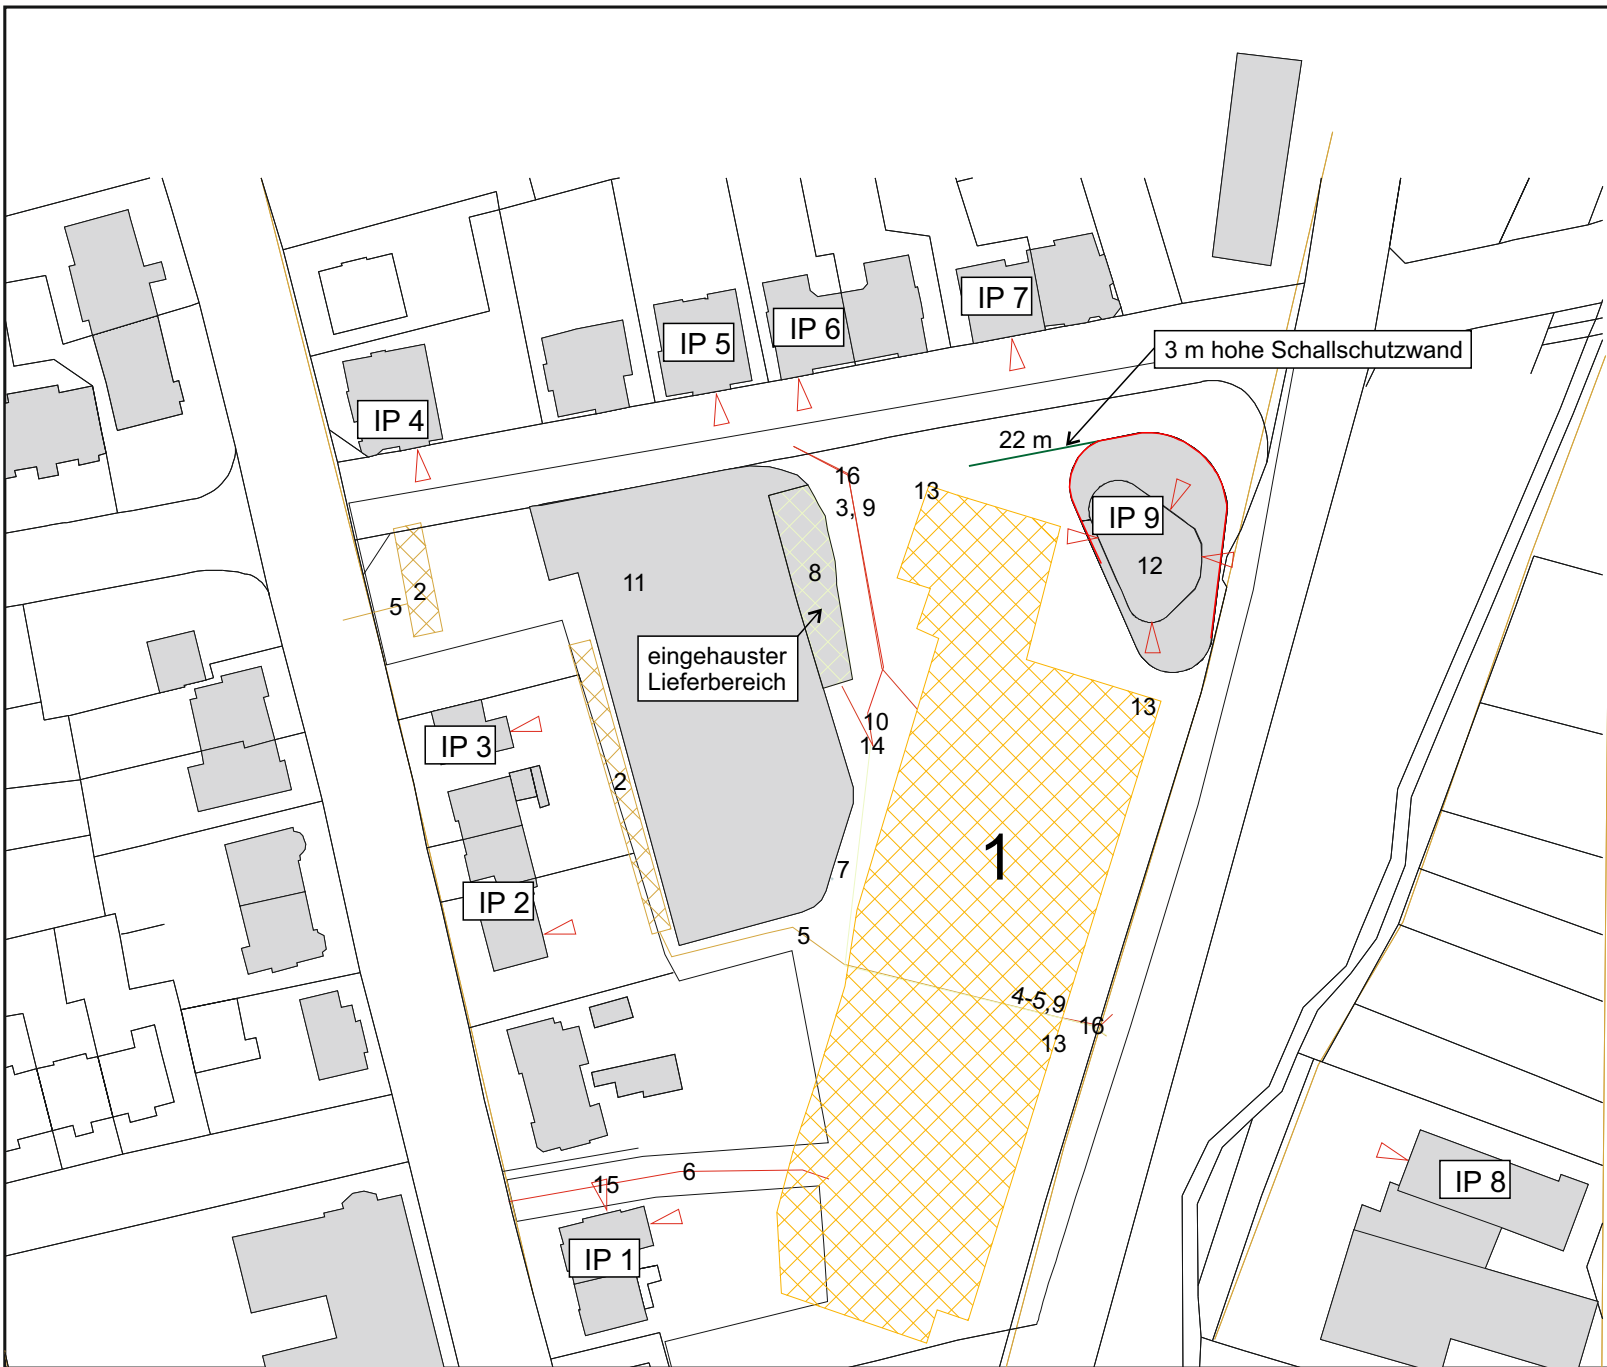 IP 7
IP 6
IP 5
3 m hohe Schallschutzwand
IP 4
22 m
16
13
3, 9
IP 9
12
8
11
2
5
eingehauster
Lieferbereich
13
10
14
IP 3
2
1
7
IP 2
5
4-5,9
16
13
6
15
IP 8
IP 1